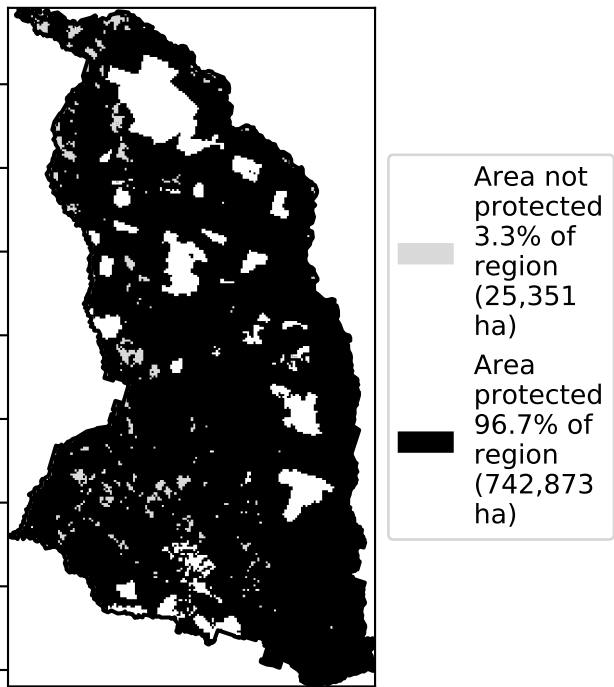 Area not
protected
3.3% of
region
(25,351
ha)
Area
protected
96.7% of
region
(742,873
ha)